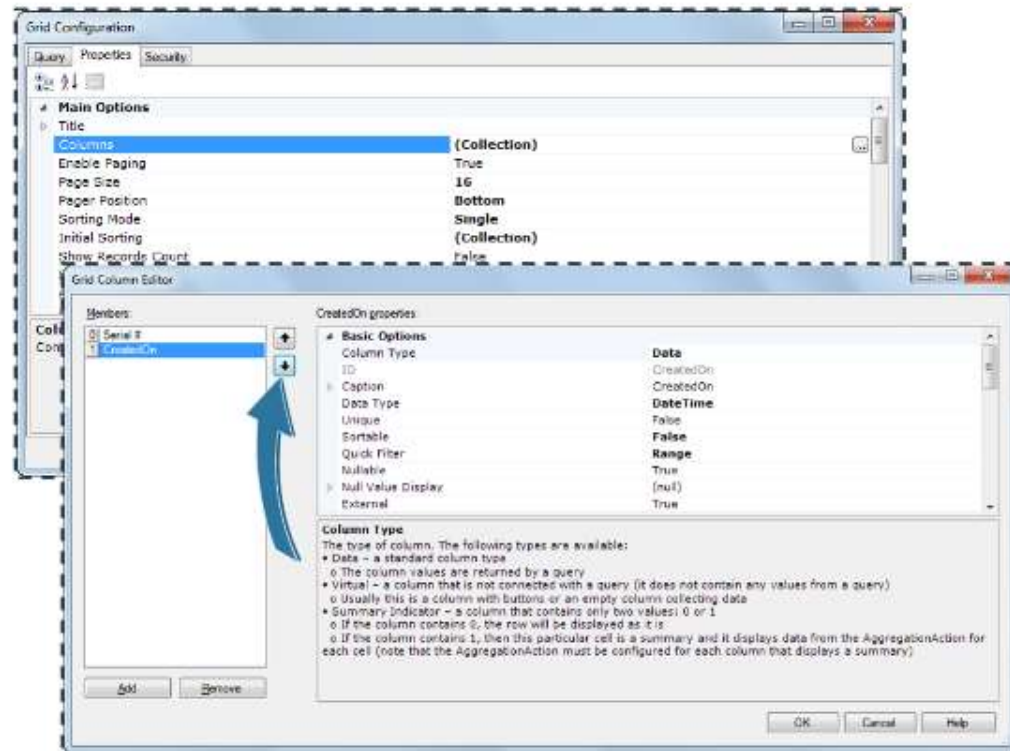 Grid Configuration
Query Properties Security
Main Options
Title
Columns (Collection)
Enable Paging True
Page Size 16
Pager Position Bottom
Sorting Mode Single
Initial Sorting (Collection)
Show Records Count False
Grid Column Editor
Members:
0 Serial #
1 CreatedOn
Add Remove
CreatedOn properties:
Basic Options
Column Type Data
ID CreatedOn
Caption CreatedOn
Data Type DateTime
Unique False
Sortable False
Quick Filter Range
Nullable True
Null Value Display (null)
External True
Column Type
The type of column. The following types are available:
• Data – a standard column type
o The column values are returned by a query
• Virtual – a column that is not connected with a query (it does not contain any values from a query)
o Usually this is a column with buttons or an empty column collecting data
• Summary Indicator – a column that contains only two values: 0 or 1
o If the column contains 0, the row will be displayed as it is
o If the column contains 1, then this particular cell is a summary and it displays data from the AggregationAction for
each cell (note that the AggregationAction must be configured for each column that displays a summary)
OK Cancel Help